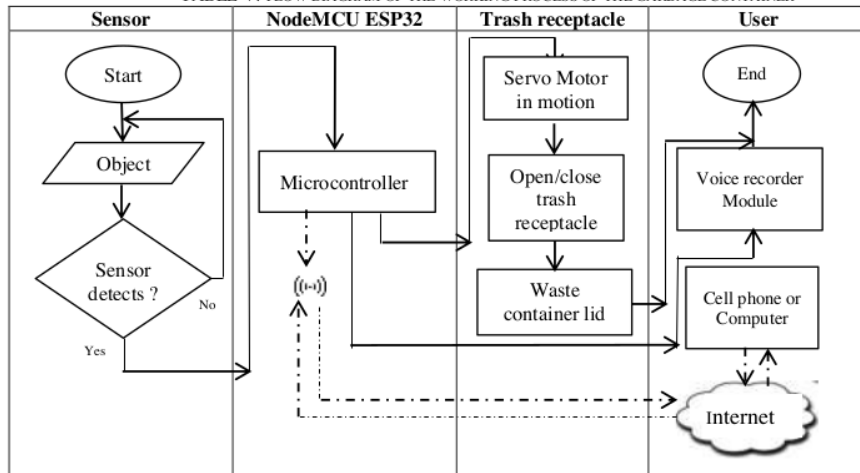 Sensor
NodeMCU ESP32
Trash receptacle
User
Start
Object
Sensor
detects ?
No
Yes
Microcontroller
Servo Motor
in motion
Open/close
trash
receptacle
Waste
container lid
End
Voice recorder
Module
Cell phone or
Computer
Internet